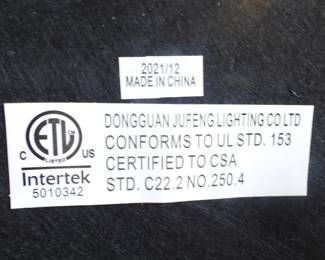 2021/12
MADE IN CHINA
ETL
LISTED
C US
Intertek
5010342
DONGGUAN JUFENG LIGHTING CO LTD
CONFORMS TO UL STD. 153
CERTIFIED TO CSA
STD. C22.2 NO.250.4